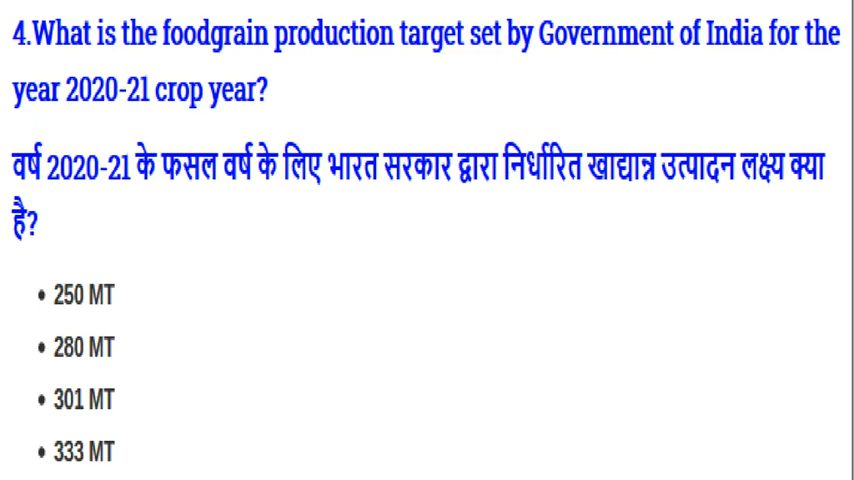 4.What is the foodgrain production target set by Government of India for the
year 2020-21 crop year?
वर्ष 2020-21 के फसल वर्ष के लिए भारत सरकार द्वारा निर्धारित खाद्यान्न उत्पादन लक्ष्य क्या
है?
• 250 MT
• 280 MT
• 301 MT
• 333 MT